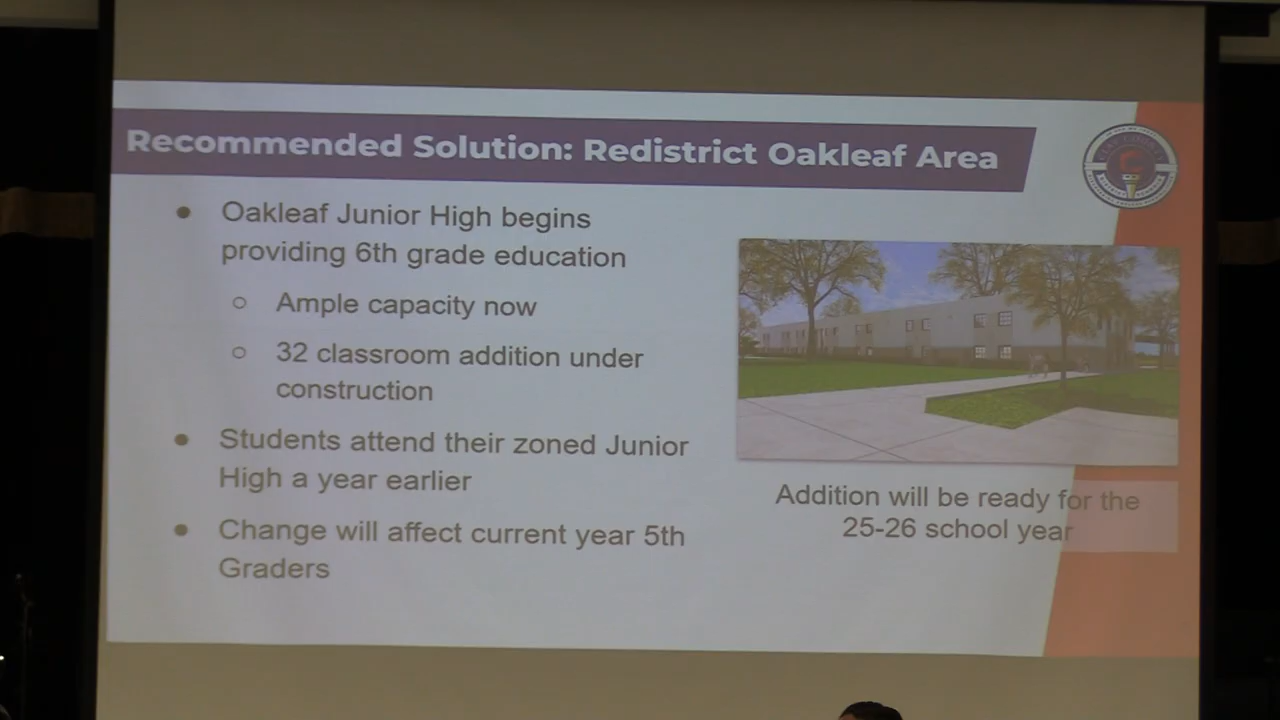 Recommended Solution: Redistrict Oakleaf Area
● Oakleaf Junior High begins
providing 6th grade education
○ Ample capacity now
○ 32 classroom addition under
construction
● Students attend their zoned Junior
High a year earlier
● Change will affect current year 5th
Graders
Addition will be ready for the
25-26 school year